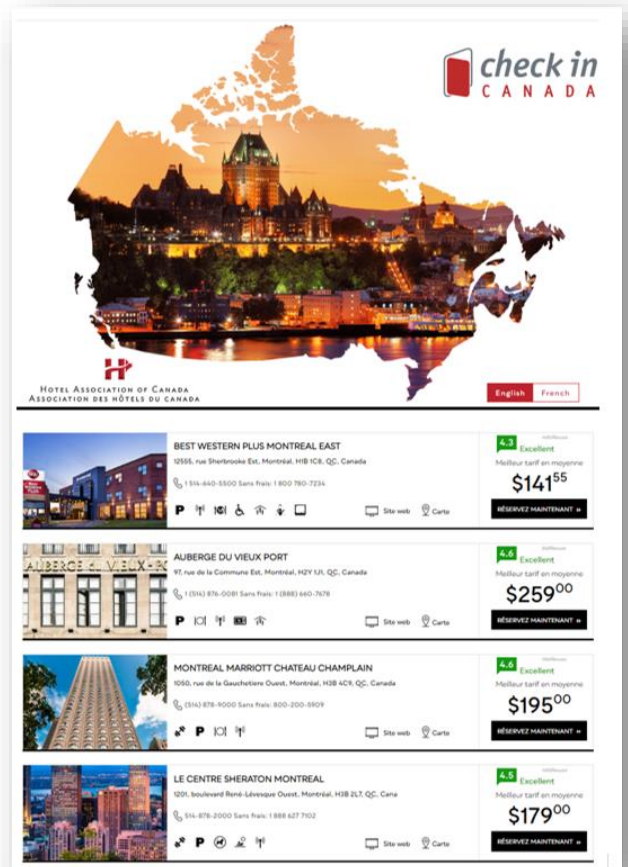 check in
CANADA
HOTEL ASSOCIATION OF CANADA
ASSOCIATION DES HÔTELS DU CANADA
English French
BEST WESTERN PLUS MONTREAL EAST
12555, rue Sherbrooke Est, Montréal, H1B 1C8, QC, Canada
1 514-640-5500 Sans frais: 1 800 780-7234
P
Site web Carte
4.3
Excellent
Meilleur tarif en moyenne
$14155
RÉSERVEZ MAINTENANT »
AUBERGE DU VIEUX-PO
AUBERGE DU VIEUX PORT
97, rue de la Commune Est, Montréal, H2Y 1J1, QC, Canada
1 (514) 876-0081 Sans frais: 1 (888) 660-7678
P
Site web Carte
4.6
Excellent
Meilleur tarif en moyenne
$25900
RÉSERVEZ MAINTENANT »
MONTREAL MARRIOTT CHATEAU CHAMPLAIN
1050, rue de la Gauchetiere Ouest, Montréal, H3B 4C9, QC, Canada
(514) 878-9000 Sans frais: 800-200-5909
P
Site web Carte
4.6
Excellent
Meilleur tarif en moyenne
$19500
RÉSERVEZ MAINTENANT »
LE CENTRE SHERATON MONTREAL
1201, boulevard René-Lévesque Ouest, Montréal, H3B 2L7, QC, Cana
514-878-2000 Sans frais: 1 888 627 7102
P
Site web Carte
4.5
Excellent
Meilleur tarif en moyenne
$17900
RÉSERVEZ MAINTENANT »